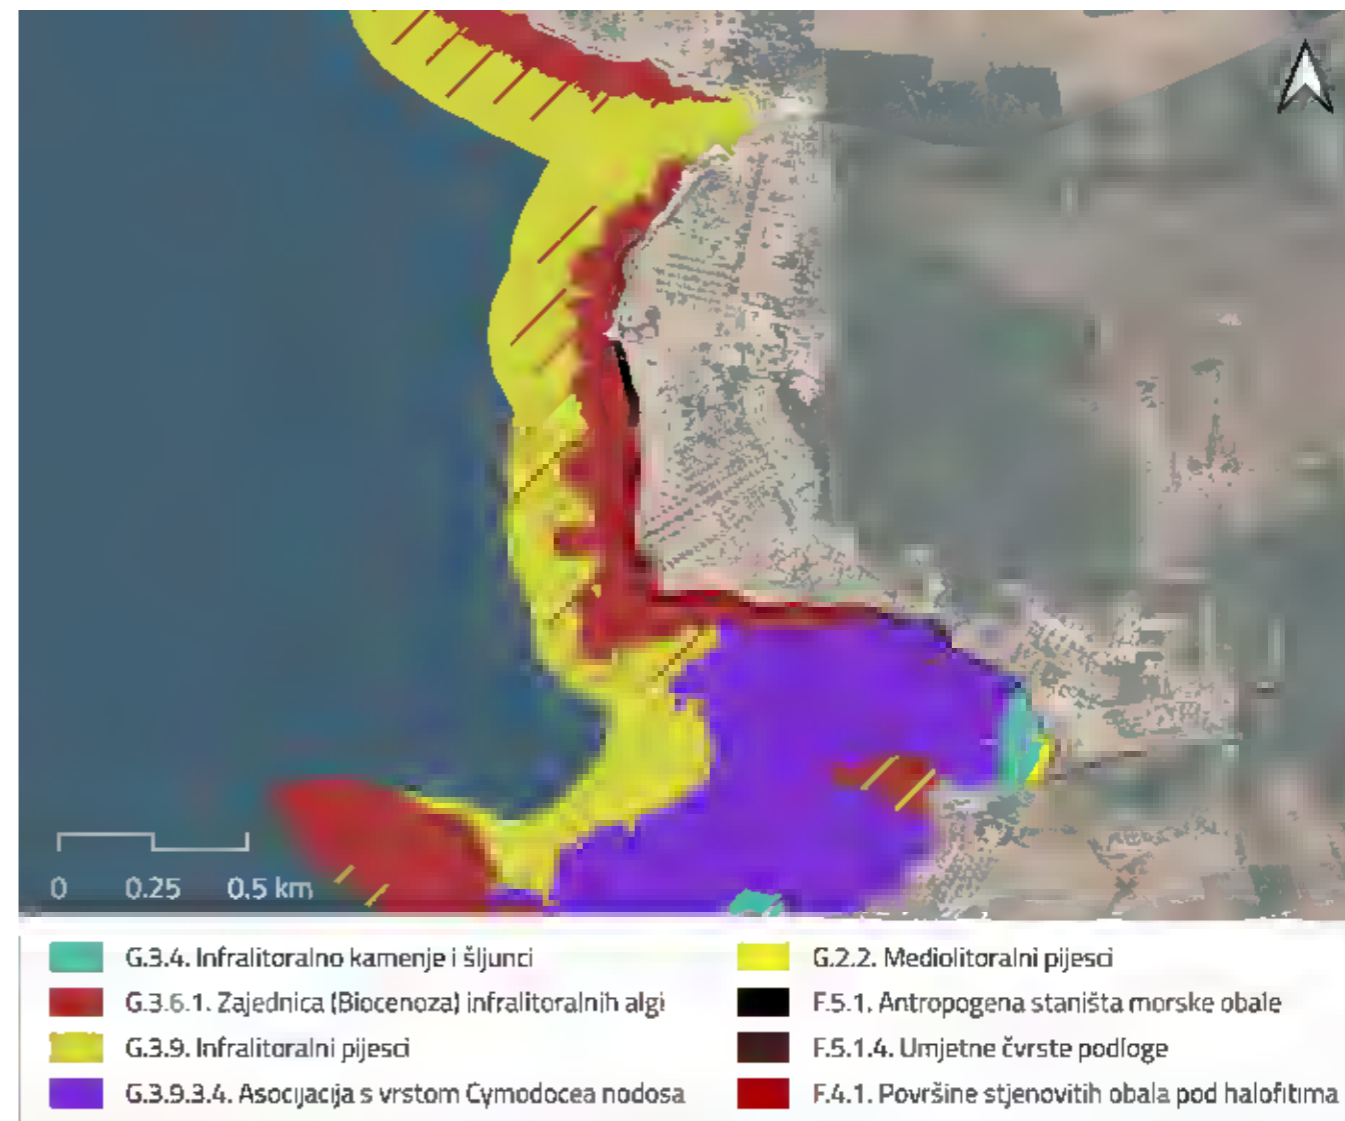 0 0.25 0.5 km
G.3.4. Infralitoralno kamenje i šljunci
G.3.6.1. Zajednica (Biocenoza) infralitoralnih algi
G.3.9. Infralitoralni pijesci
G.3.9.3.4. Asocijacija s vrstom Cymodocea nodosa
G.2.2. Mediolitoralni pijesci
F.5.1. Antropogena staništa morske obale
F.5.1.4. Umjetne čvrste podloge
F.4.1. Površine stjenovitih obala pod halofitima